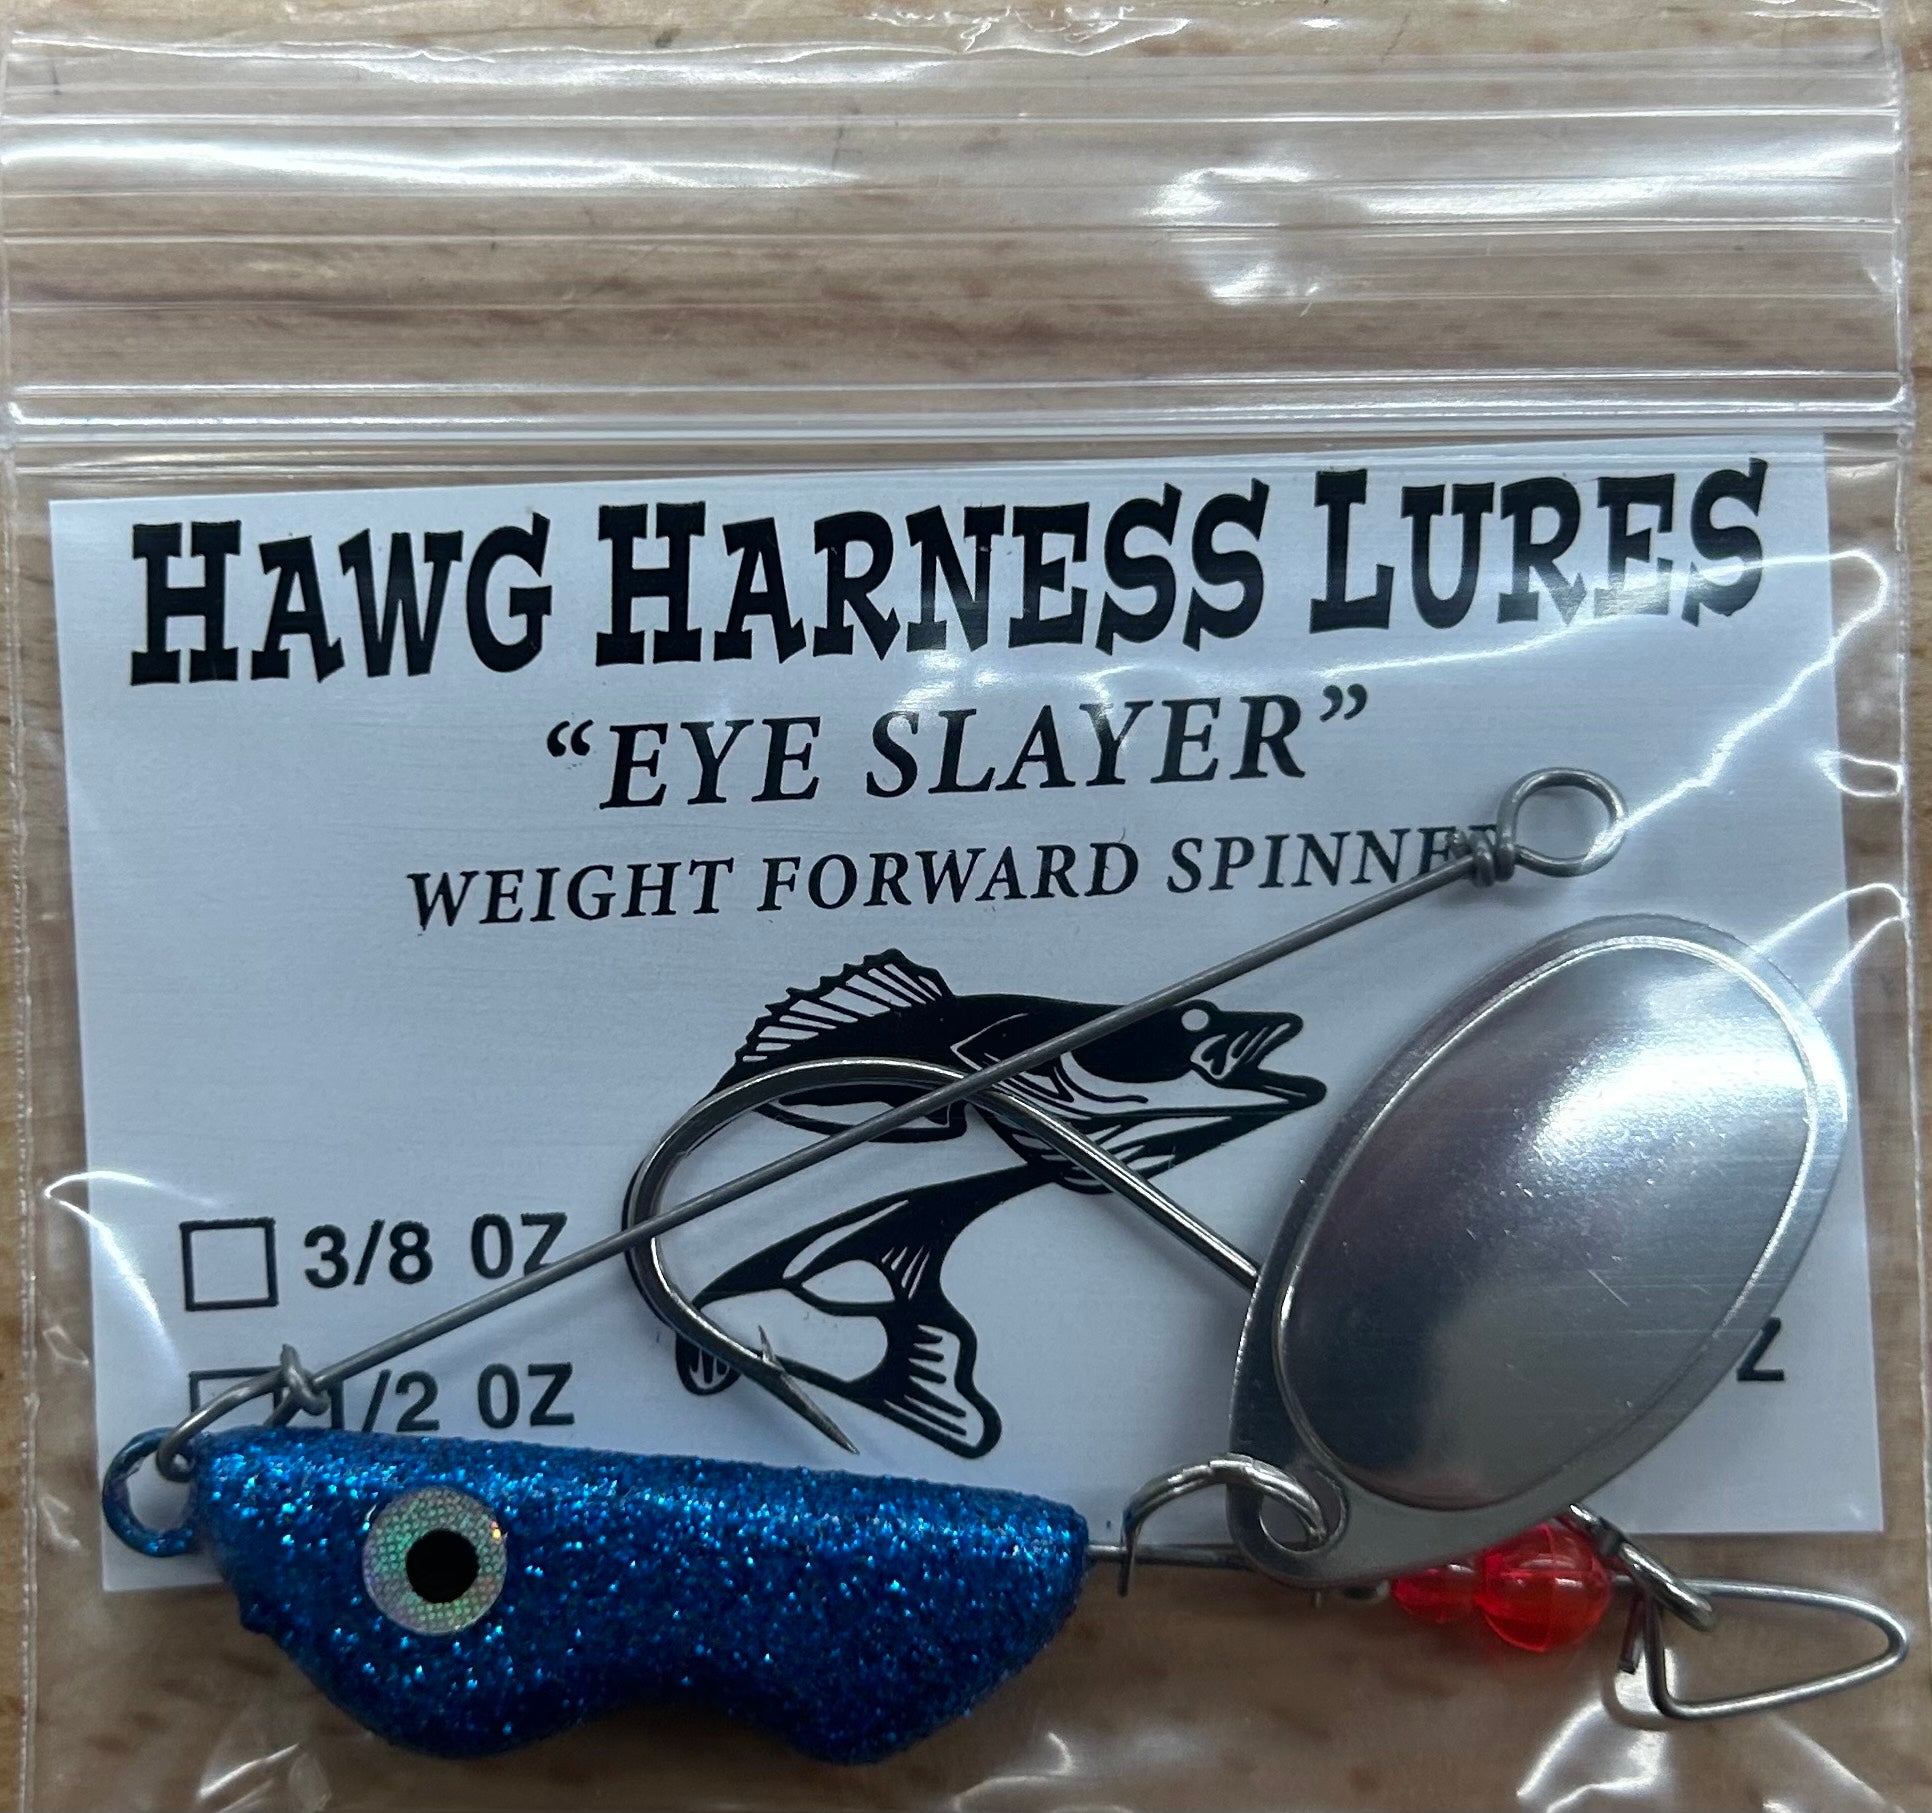 HAWG HARNESS LURES
“EYE SLAYER”
WEIGHT FORWARD SPINNER
3/8 OZ
1/2 OZ